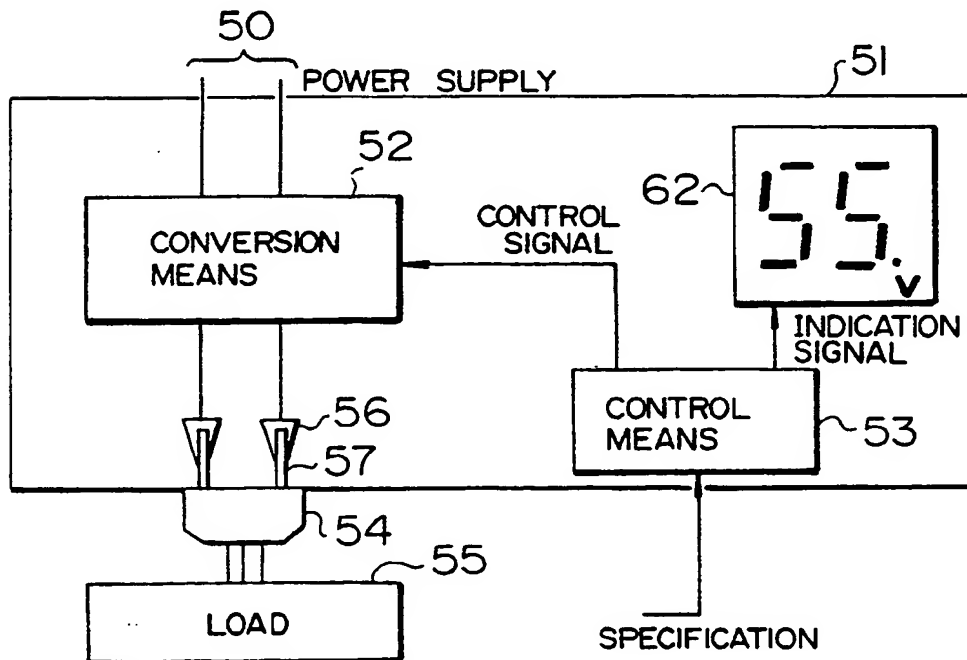 50
POWER SUPPLY
51
52
62
55.V
CONVERSION
MEANS
CONTROL
SIGNAL
INDICATION
SIGNAL
56
57
CONTROL
MEANS
53
54
55
LOAD
SPECIFICATION